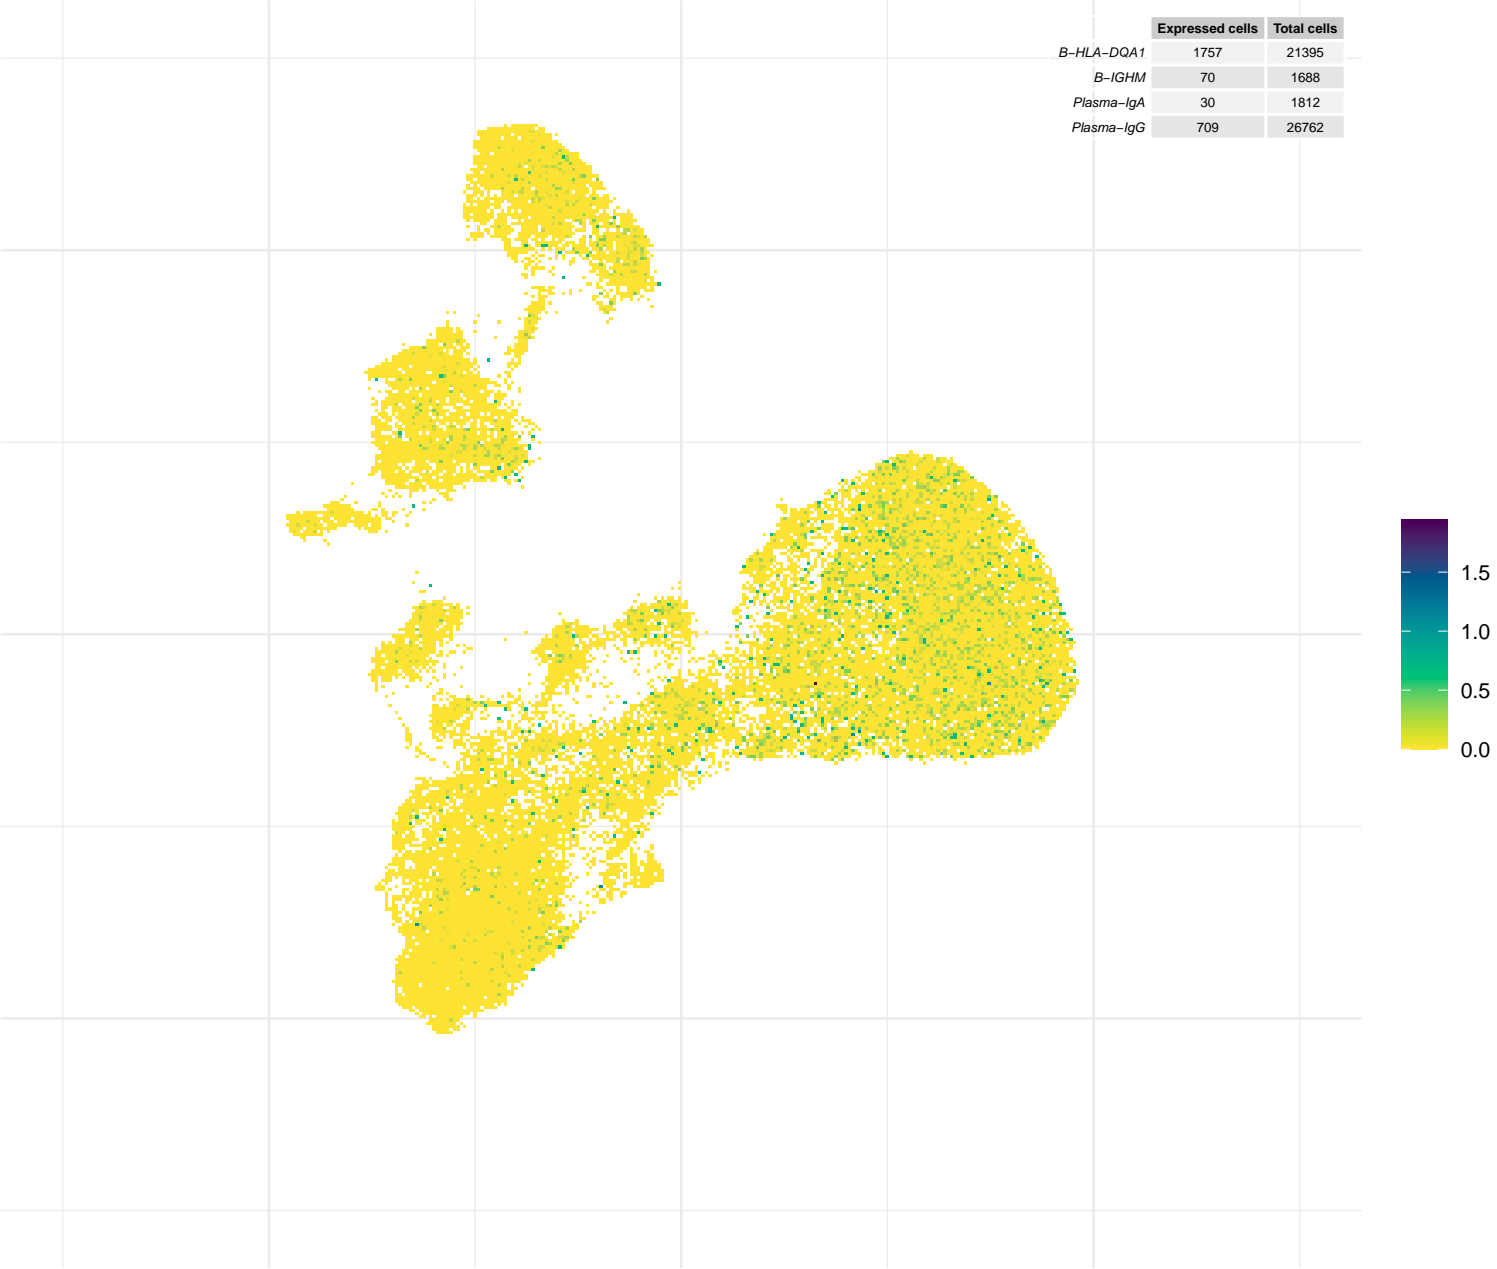 Expressed cells Total cells
B−HLA−DQA1 1757 21395
B−IGHM 70 1688
Plasma−IgA 30 1812
Plasma−IgG 709 26762
1.5
1.0
0.5
0.0